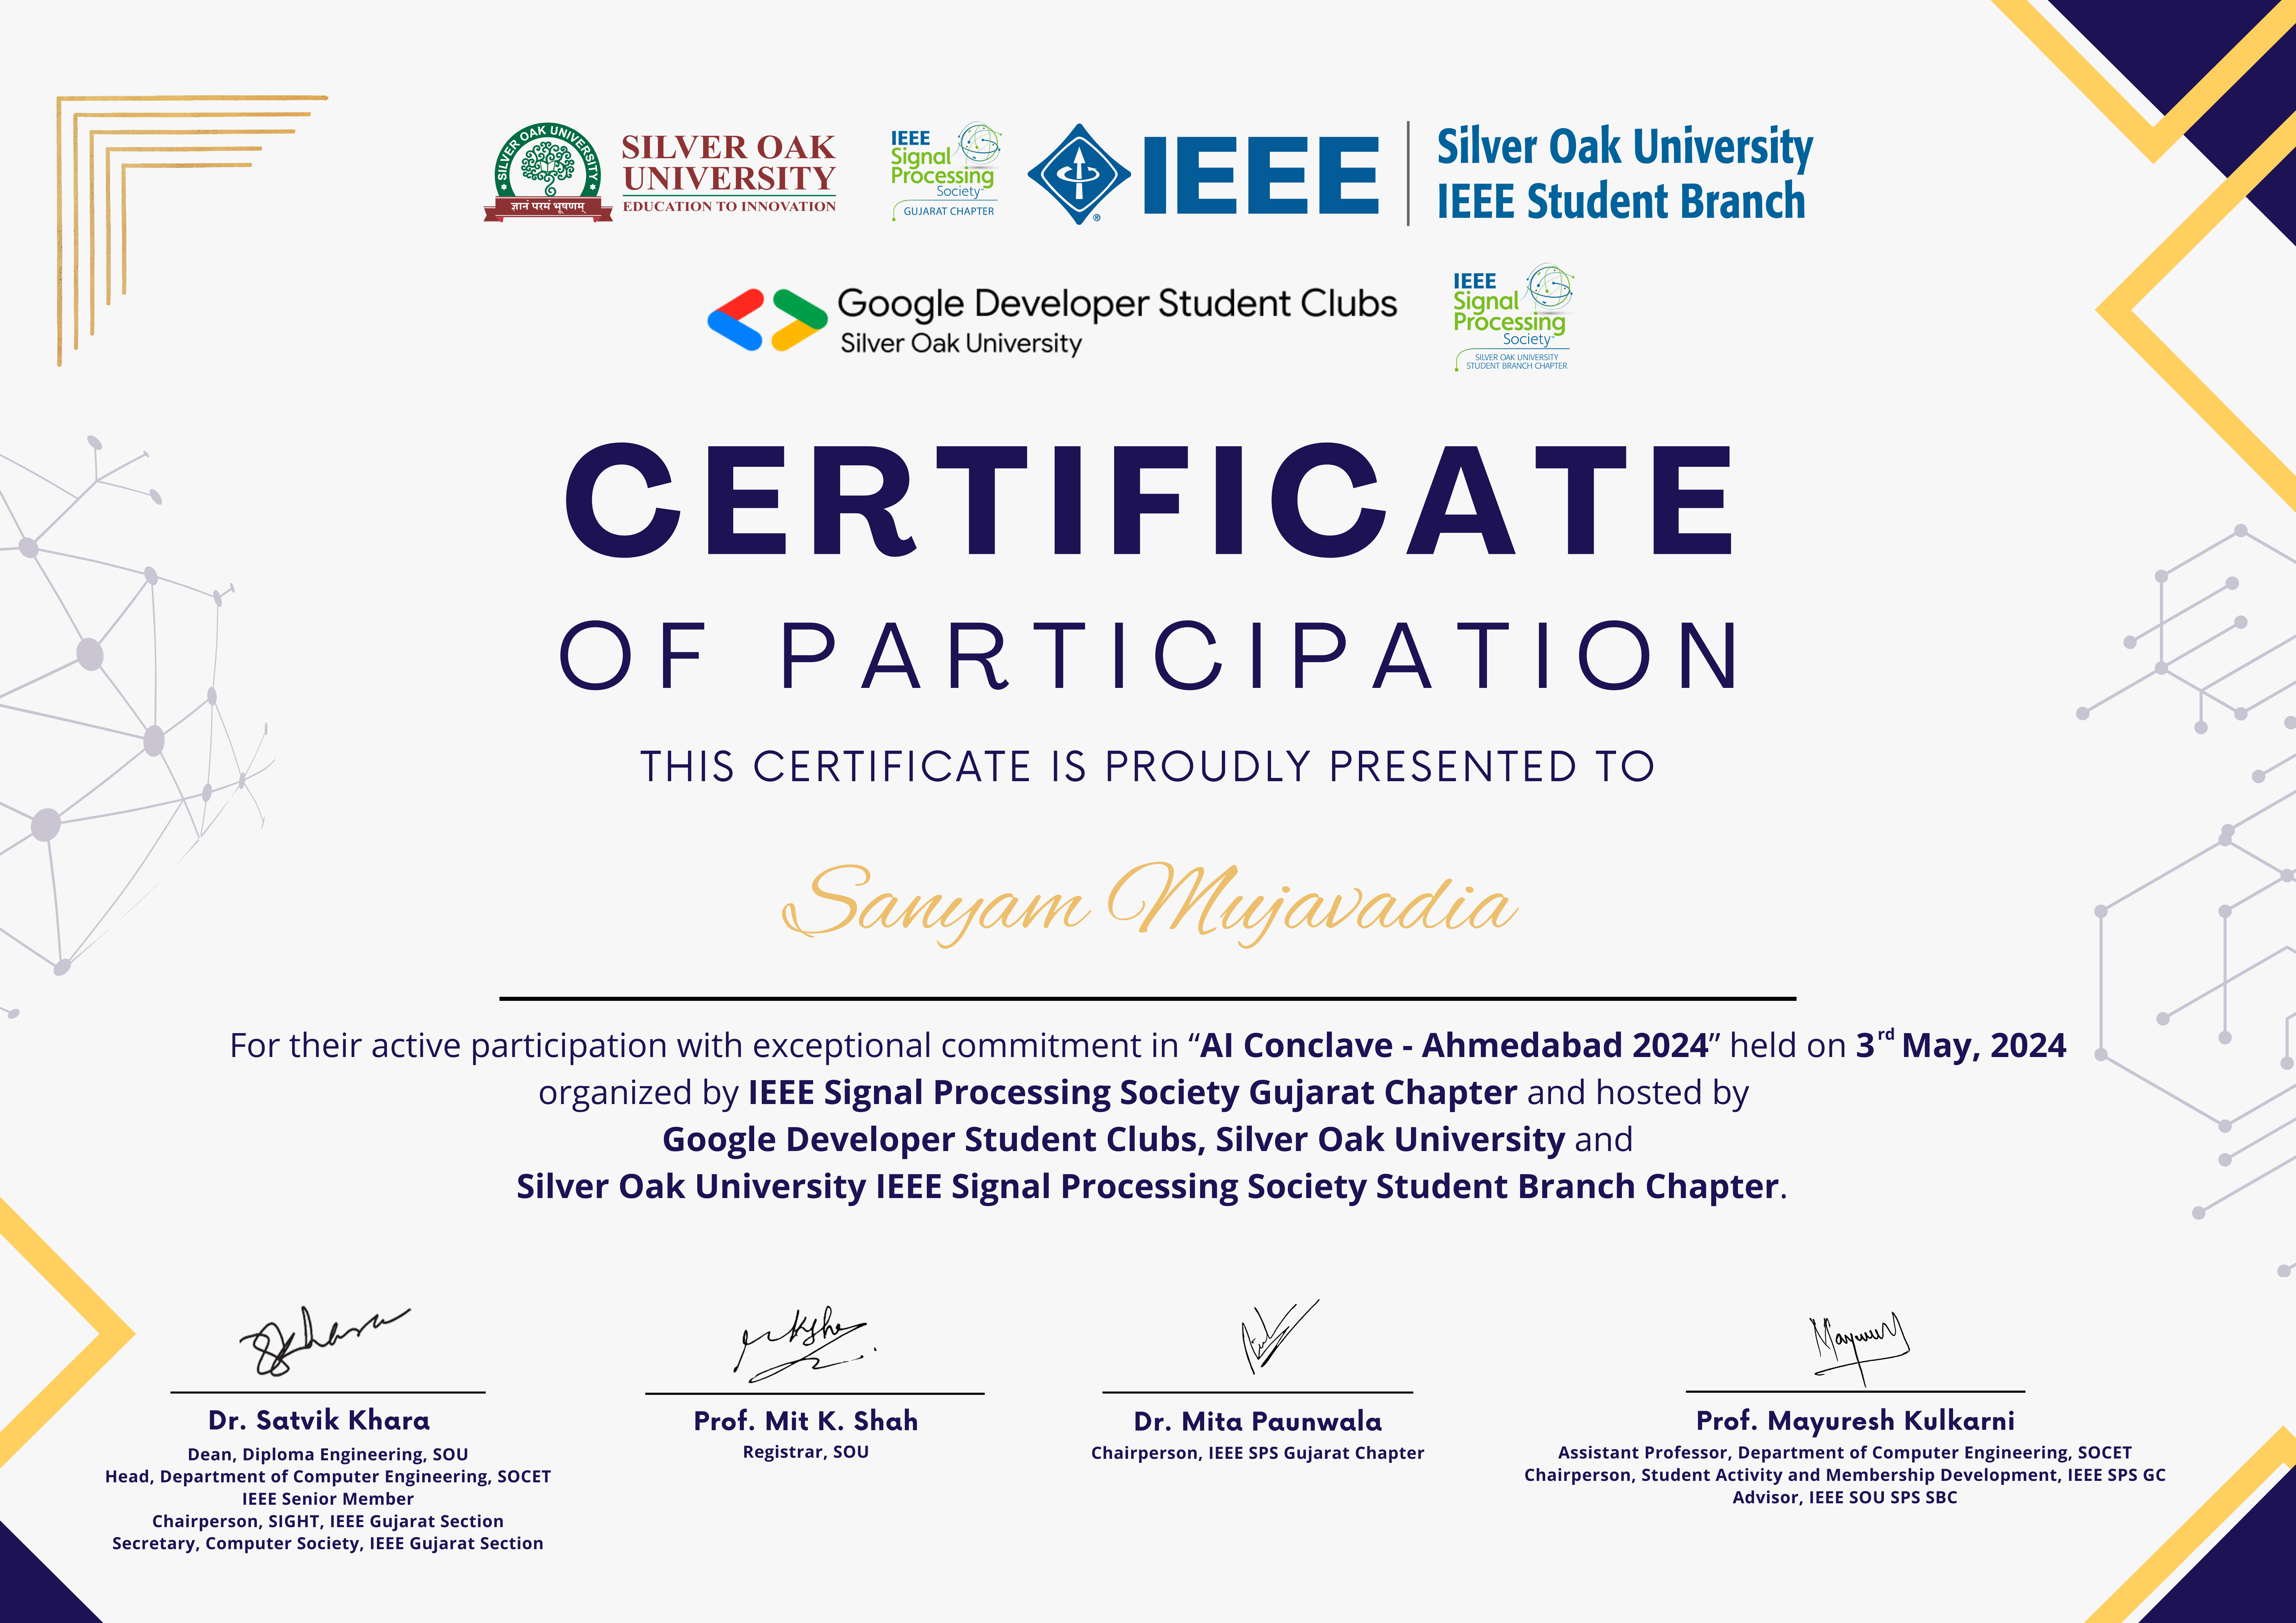 SILVER OAK UNIVERSITY
ज्ञानं परमं भूषणम्
SILVER OAK
UNIVERSITY
EDUCATION TO INNOVATION
IEEE
Signal
Processing
Society
GUJARAT CHAPTER
IEEE
Silver Oak University
IEEE Student Branch
Google Developer Student Clubs
Silver Oak University
IEEE
Signal
Processing
Society
SILVER OAK UNIVERSITY
STUDENT BRANCH CHAPTER
CERTIFICATE
OF PARTICIPATION
THIS CERTIFICATE IS PROUDLY PRESENTED TO
Sanyam Mujavadia
For their active participation with exceptional commitment in “AI Conclave - Ahmedabad 2024” held on 3rd May, 2024
organized by IEEE Signal Processing Society Gujarat Chapter and hosted by
Google Developer Student Clubs, Silver Oak University and
Silver Oak University IEEE Signal Processing Society Student Branch Chapter.
Dr. Satvik Khara
Dean, Diploma Engineering, SOU
Head, Department of Computer Engineering, SOCET
IEEE Senior Member
Chairperson, SIGHT, IEEE Gujarat Section
Secretary, Computer Society, IEEE Gujarat Section
Prof. Mit K. Shah
Registrar, SOU
Dr. Mita Paunwala
Chairperson, IEEE SPS Gujarat Chapter
Prof. Mayuresh Kulkarni
Assistant Professor, Department of Computer Engineering, SOCET
Chairperson, Student Activity and Membership Development, IEEE SPS GC
Advisor, IEEE SOU SPS SBC